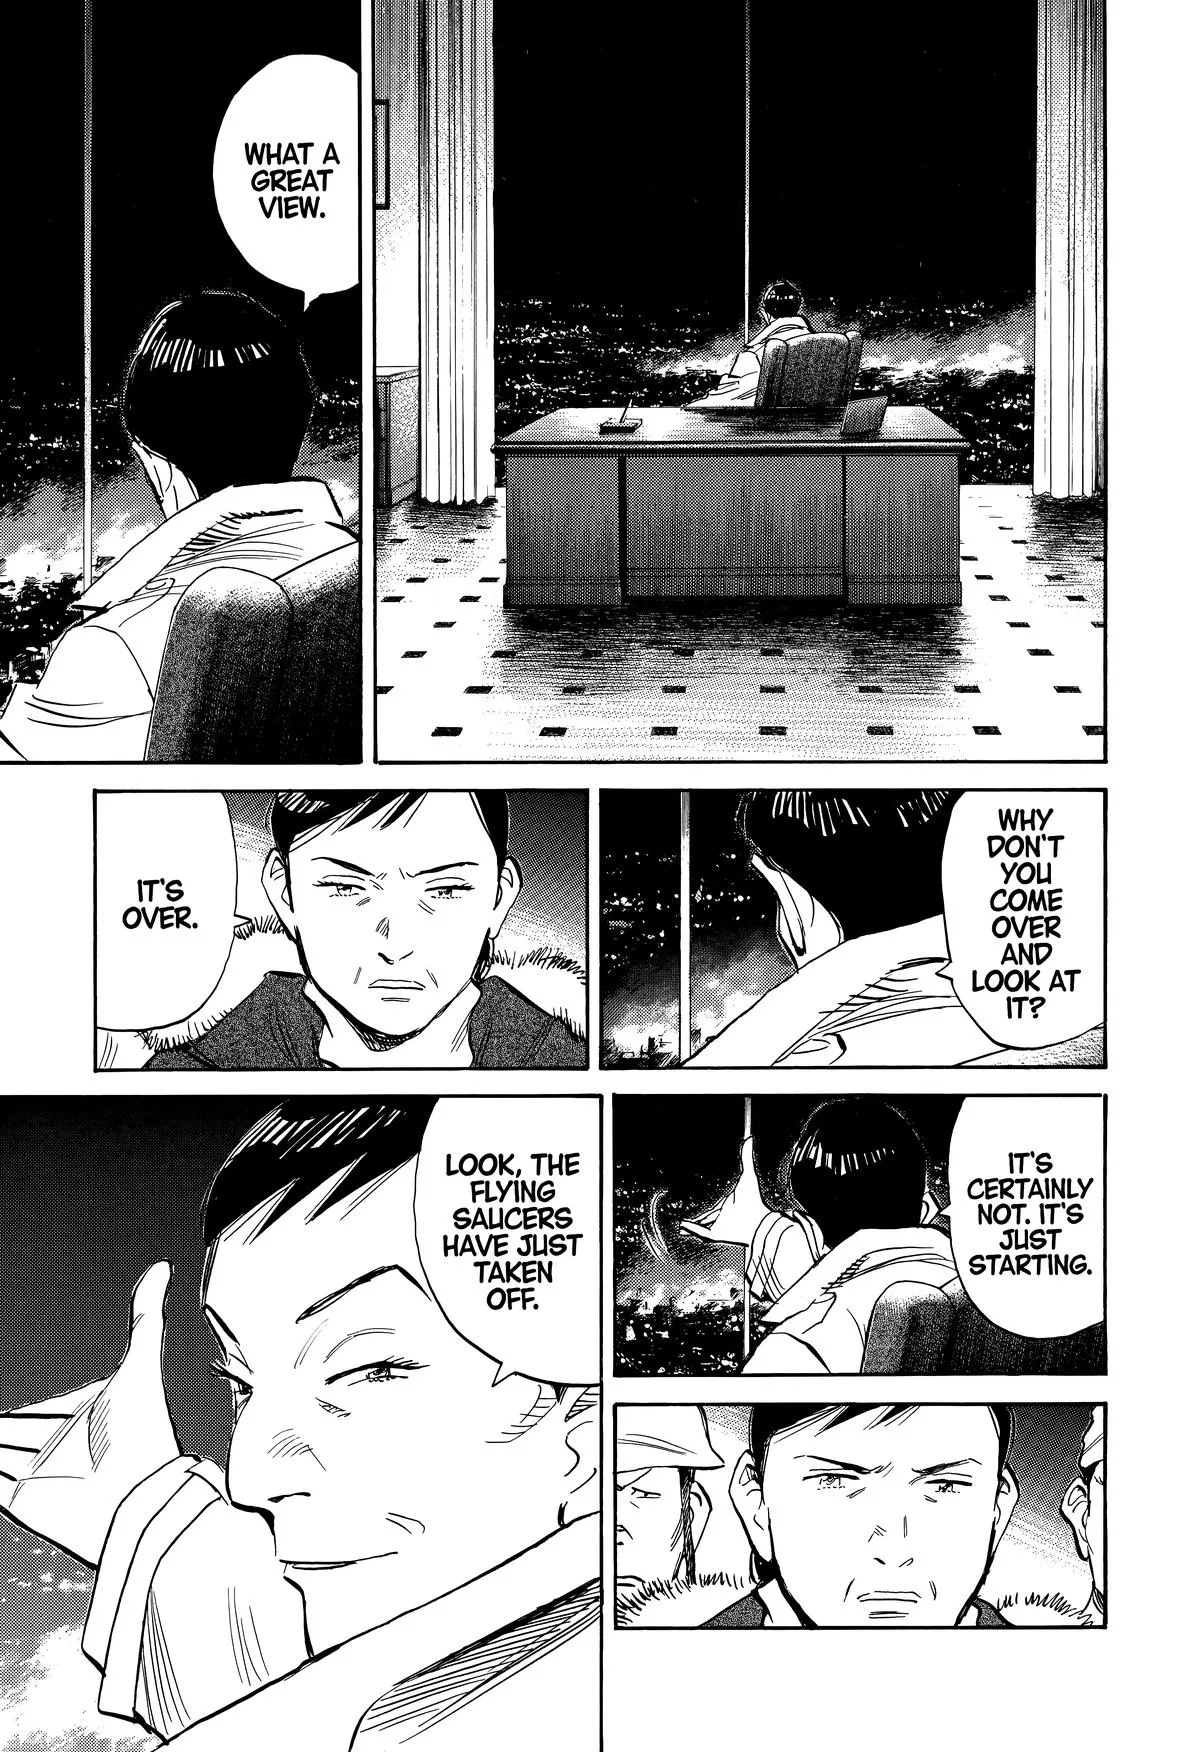 WHAT A
GREAT
VIEW.
WHY
DON'T
YOU
COME
OVER
AND
LOOK AT
IT?
IT'S
OVER.
IT'S
CERTAINLY
NOT. IT'S
JUST
STARTING.
LOOK, THE
FLYING
SAUCERS
HAVE JUST
TAKEN
OFF.